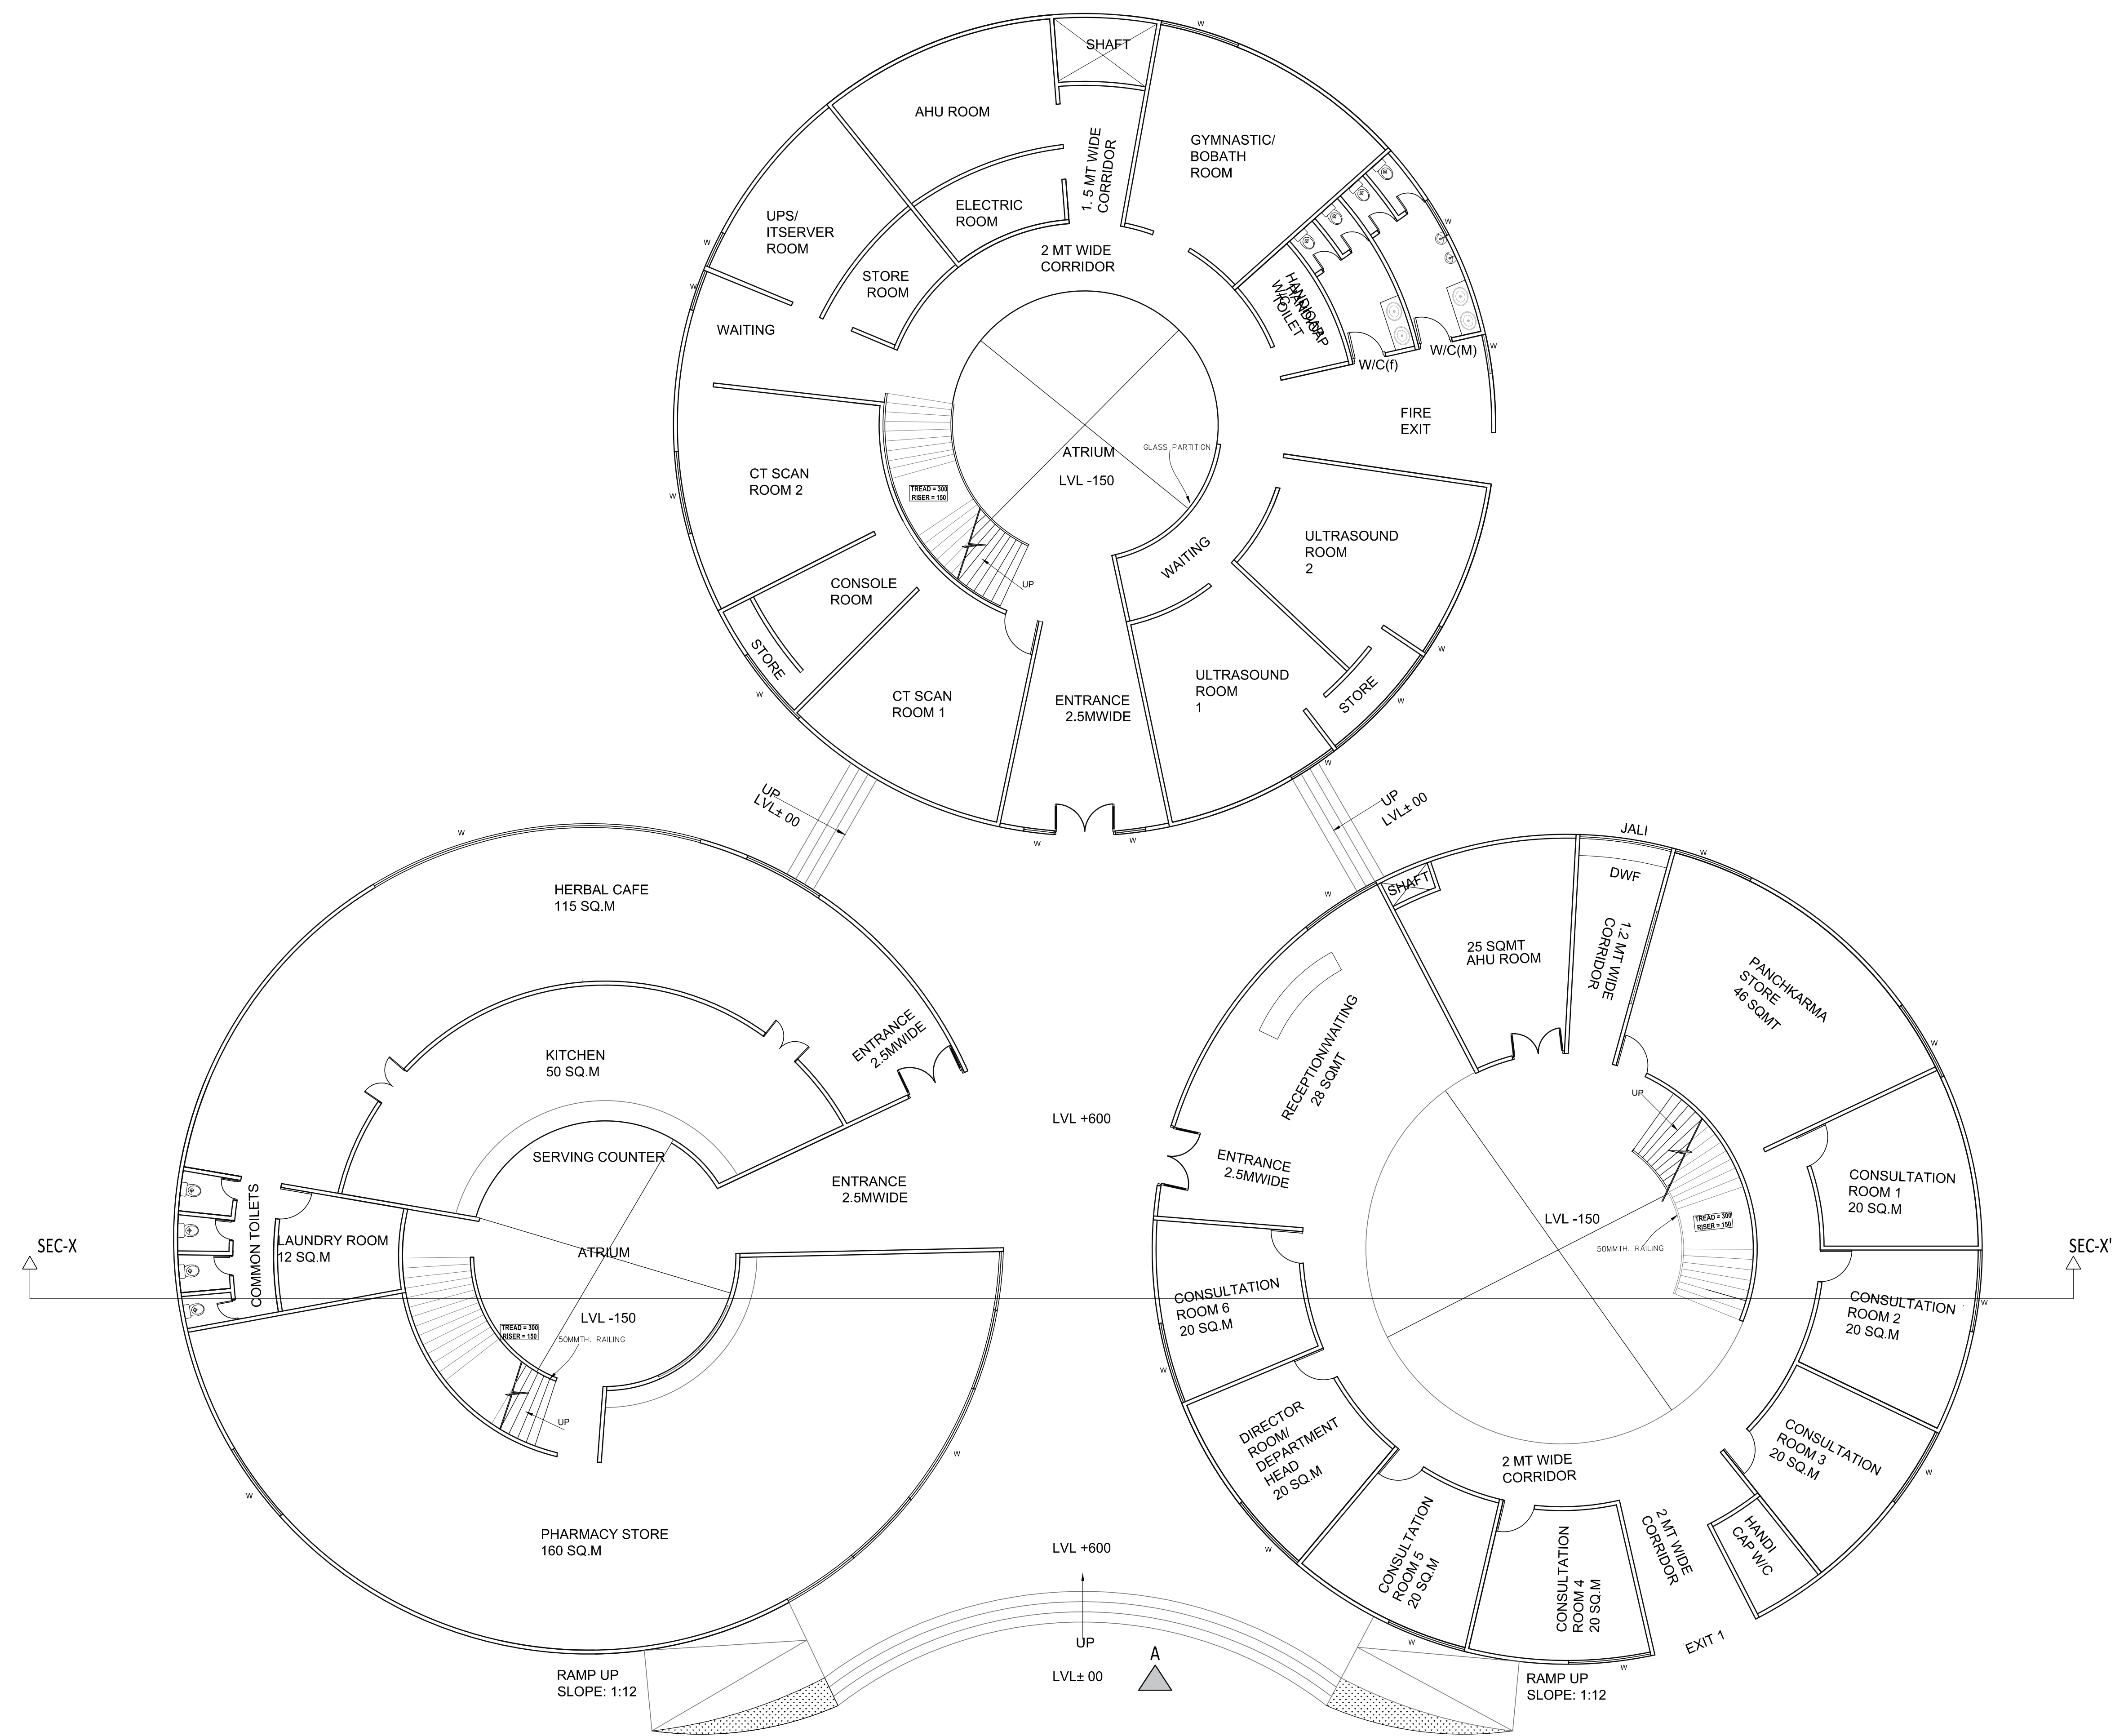 W
SHAFT
AHU ROOM
GYMNASTIC/
BOBATH
ROOM
1. 5 MT WIDE
CORRIDOR
ELECTRIC
ROOM
UPS/
ITSERVER
ROOM
W
W
W
2 MT WIDE
CORRIDOR
STORE
ROOM
HANDICAP
TOILET
WAITING
W
W/C(M)
W/C(f)
FIRE
EXIT
ATRIUM
GLASS PARTITION
LVL -150
CT SCAN
ROOM 2
TREAD = 300
RISER = 150
W
ULTRASOUND
ROOM
2
WAITING
UP
CONSOLE
ROOM
STORE
W
W
CT SCAN
ROOM 1
ENTRANCE
2.5MWIDE
ULTRASOUND
ROOM
1
STORE
W
W
UP
LVL± 00
UP
LVL± 00
W
W
W
HERBAL CAFE
115 SQ.M
KITCHEN
50 SQ.M
ENTRANCE
2.5MWIDE
SERVING COUNTER
ENTRANCE
2.5MWIDE
COMMON TOILETS
LAUNDRY ROOM
12 SQ.M
ATRIUM
LVL -150
TREAD = 300
RISER = 150
50MMTH. RAILING
UP
W
W
PHARMACY STORE
160 SQ.M
RAMP UP
SLOPE: 1:12
LVL +600
LVL +600
UP
LVL± 00
A
JALI
W
W
SHAFT
DWF
25 SQMT
AHU ROOM
1.2 MT WIDE
CORRIDOR
PANCHKARMA
STORE
46 SQMT
W
RECEPTION/WAITING
28 SQMT
UP
ENTRANCE
2.5MWIDE
CONSULTATION
ROOM 1
20 SQ.M
LVL -150
TREAD = 300
RISER = 150
50MMTH. RAILING
CONSULTATION
ROOM 6
20 SQ.M
CONSULTATION
ROOM 2
20 SQ.M
W
W
DIRECTOR
ROOM/
DEPARTMENT
HEAD
20 SQ.M
CONSULTATION
ROOM 3
20 SQ.M
W
2 MT WIDE
CORRIDOR
CONSULTATION
ROOM 5
20 SQ.M
CONSULTATION
ROOM 4
20 SQ.M
2 MT WIDE
CORRIDOR
HANDI
CAP W/C
W
W
W
EXIT 1
RAMP UP
SLOPE: 1:12
SEC-X
SEC-X'